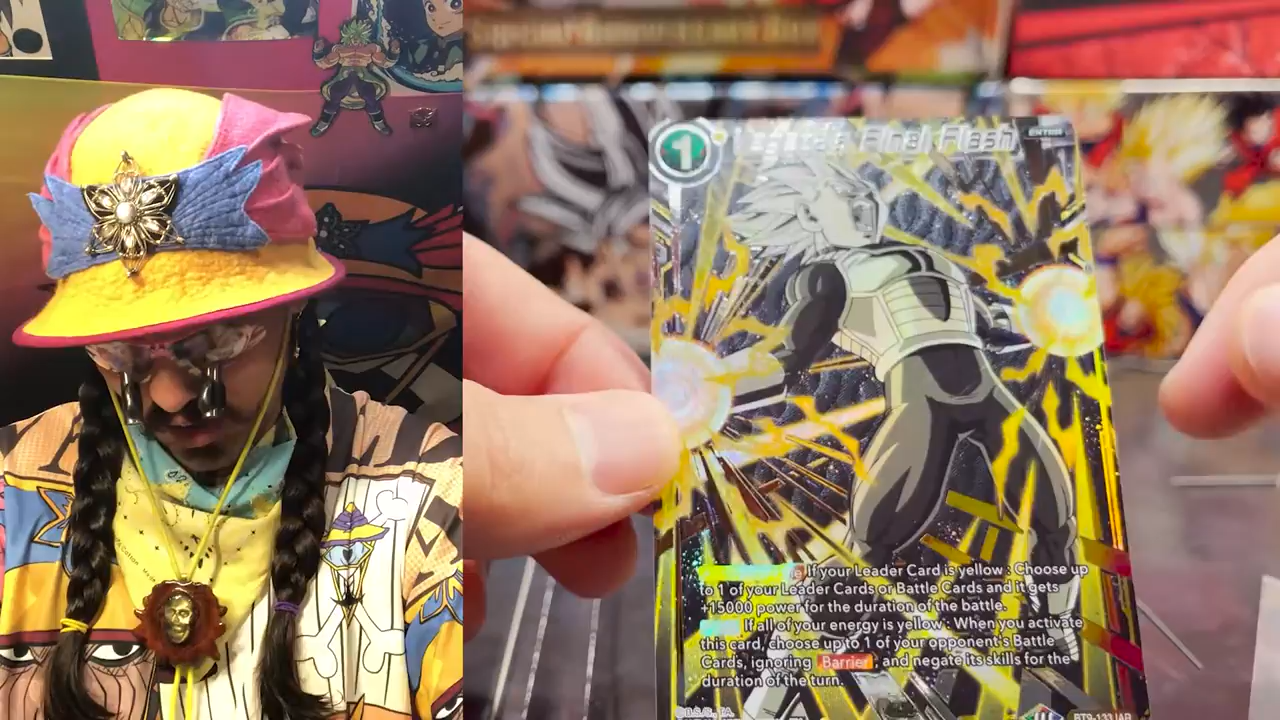 1
Final Flash
If your Leader Card is yellow : Choose up
to 1 of your Leader Cards or Battle Cards and it gets
+15000 power for the duration of the battle.
If all of your energy is yellow : When you activate
this card, choose up to 1 of your opponent's Battle
Cards, ignoring Barrier, and negate its skills for the
duration of the turn.